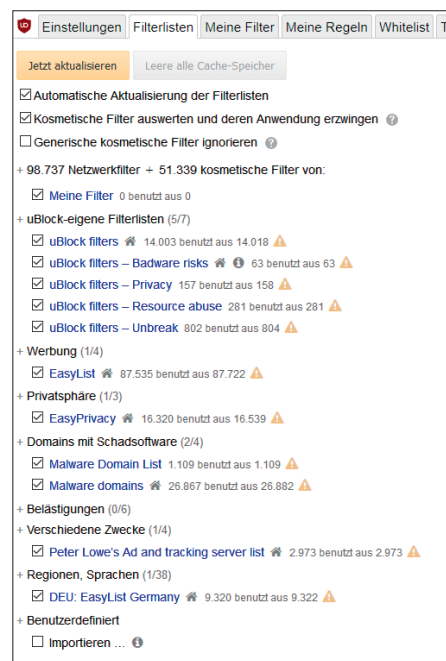 Einstellungen Filterlisten Meine Filter Meine Regeln Whitelist T
Jetzt aktualisieren Leere alle Cache-Speicher
Automatische Aktualisierung der Filterlisten
Kosmetische Filter auswerten und deren Anwendung erzwingen
Generische kosmetische Filter ignorieren
+ 98.737 Netzwerkfilter + 51.339 kosmetische Filter von:
Meine Filter 0 benutzt aus 0
+ uBlock-eigene Filterlisten (5/7)
uBlock filters 14.003 benutzt aus 14.018
uBlock filters – Badware risks 63 benutzt aus 63
uBlock filters – Privacy 157 benutzt aus 158
uBlock filters – Resource abuse 281 benutzt aus 281
uBlock filters – Unbreak 802 benutzt aus 804
+ Werbung (1/4)
EasyList 87.535 benutzt aus 87.722
+ Privatsphäre (1/3)
EasyPrivacy 16.320 benutzt aus 16.539
+ Domains mit Schadsoftware (2/4)
Malware Domain List 1.109 benutzt aus 1.109
Malware domains 26.867 benutzt aus 26.882
+ Belästigungen (0/6)
+ Verschiedene Zwecke (1/4)
Peter Lowe's Ad and tracking server list 2.973 benutzt aus 2.973
+ Regionen, Sprachen (1/38)
DEU: EasyList Germany 9.320 benutzt aus 9.322
+ Benutzerdefiniert
Importieren ...